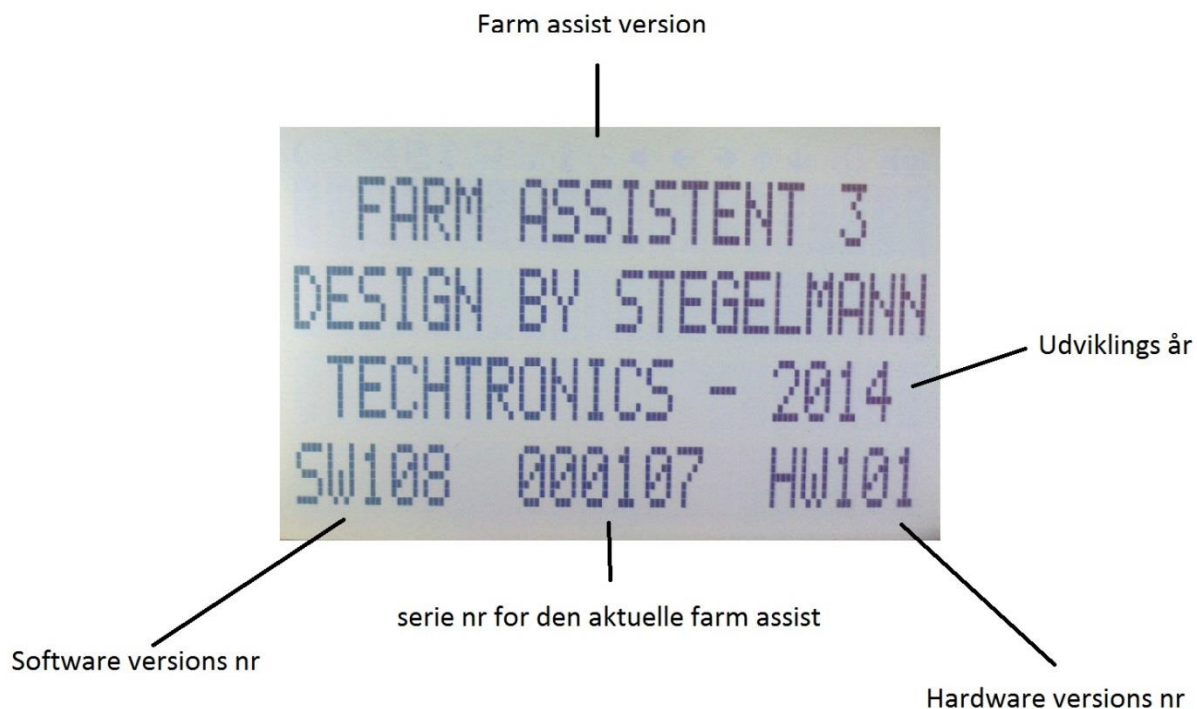 Farm assist version
FARM ASSISTENT 3
DESIGN BY STEGELMANN
TECHTRONICS - 2014
Udviklings år
SW108 000107 HW101
serie nr for den aktuelle farm assist
Software versions nr
Hardware versions nr